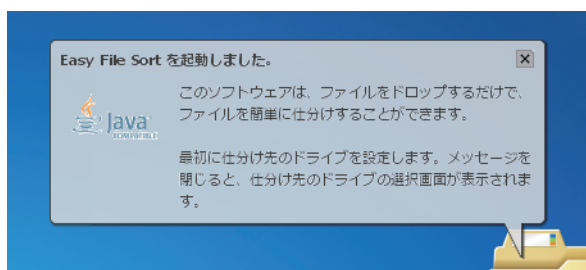 Easy File Sort を起動しました。
このソフトウェアは、ファイルをドロップするだけで、
ファイルを簡単に仕分けすることができます。
Java
COMPATIBLE
最初に仕分け先のドライブを設定します。メッセージを
閉じると、仕分け先のドライブの選択画面が表示されま
す。